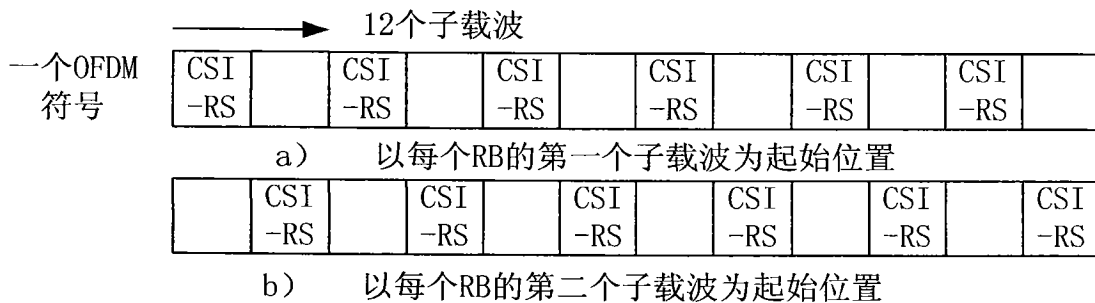 12个子载波
一个OFDM
符号
CSI CSI CSI CSI CSI CSI
-RS -RS -RS -RS -RS -RS
a) 以每个RB的第一个子载波为起始位置
CSI CSI CSI CSI CSI CSI
-RS -RS -RS -RS -RS -RS
b) 以每个RB的第二个子载波为起始位置